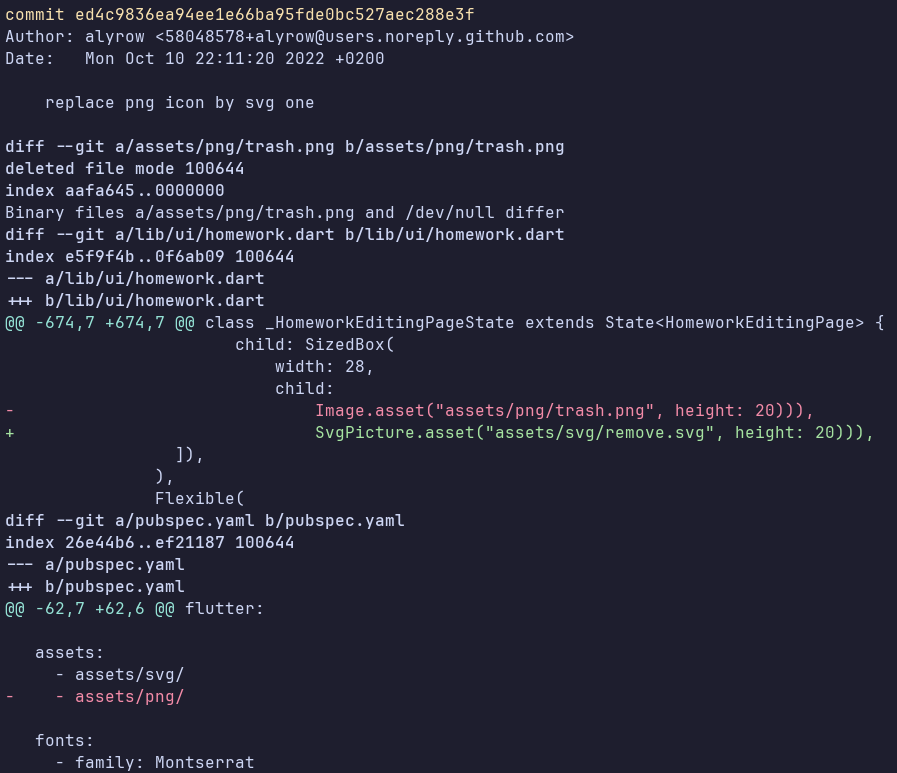 commit ed4c9836ea94ee1e66ba95fde0bc527aec288e3f
Author: alyrow <58048578+alyrow@users.noreply.github.com>
Date:   Mon Oct 10 22:11:20 2022 +0200

    replace png icon by svg one

diff --git a/assets/png/trash.png b/assets/png/trash.png
deleted file mode 100644
index aafa645..0000000
Binary files a/assets/png/trash.png and /dev/null differ
diff --git a/lib/ui/homework.dart b/lib/ui/homework.dart
index e5f9f4b..0f6ab09 100644
--- a/lib/ui/homework.dart
+++ b/lib/ui/homework.dart
@@ -674,7 +674,7 @@ class _HomeworkEditingPageState extends State<HomeworkEditingPage> {
                       child: SizedBox(
                           width: 28,
                           child:
-                              Image.asset("assets/png/trash.png", height: 20))),
+                              SvgPicture.asset("assets/svg/remove.svg", height: 20))),
                 ]),
               ),
               Flexible(
diff --git a/pubspec.yaml b/pubspec.yaml
index 26e44b6..ef21187 100644
--- a/pubspec.yaml
+++ b/pubspec.yaml
@@ -62,7 +62,6 @@ flutter:

   assets:
     - assets/svg/
-    - assets/png/

   fonts:
     - family: Montserrat